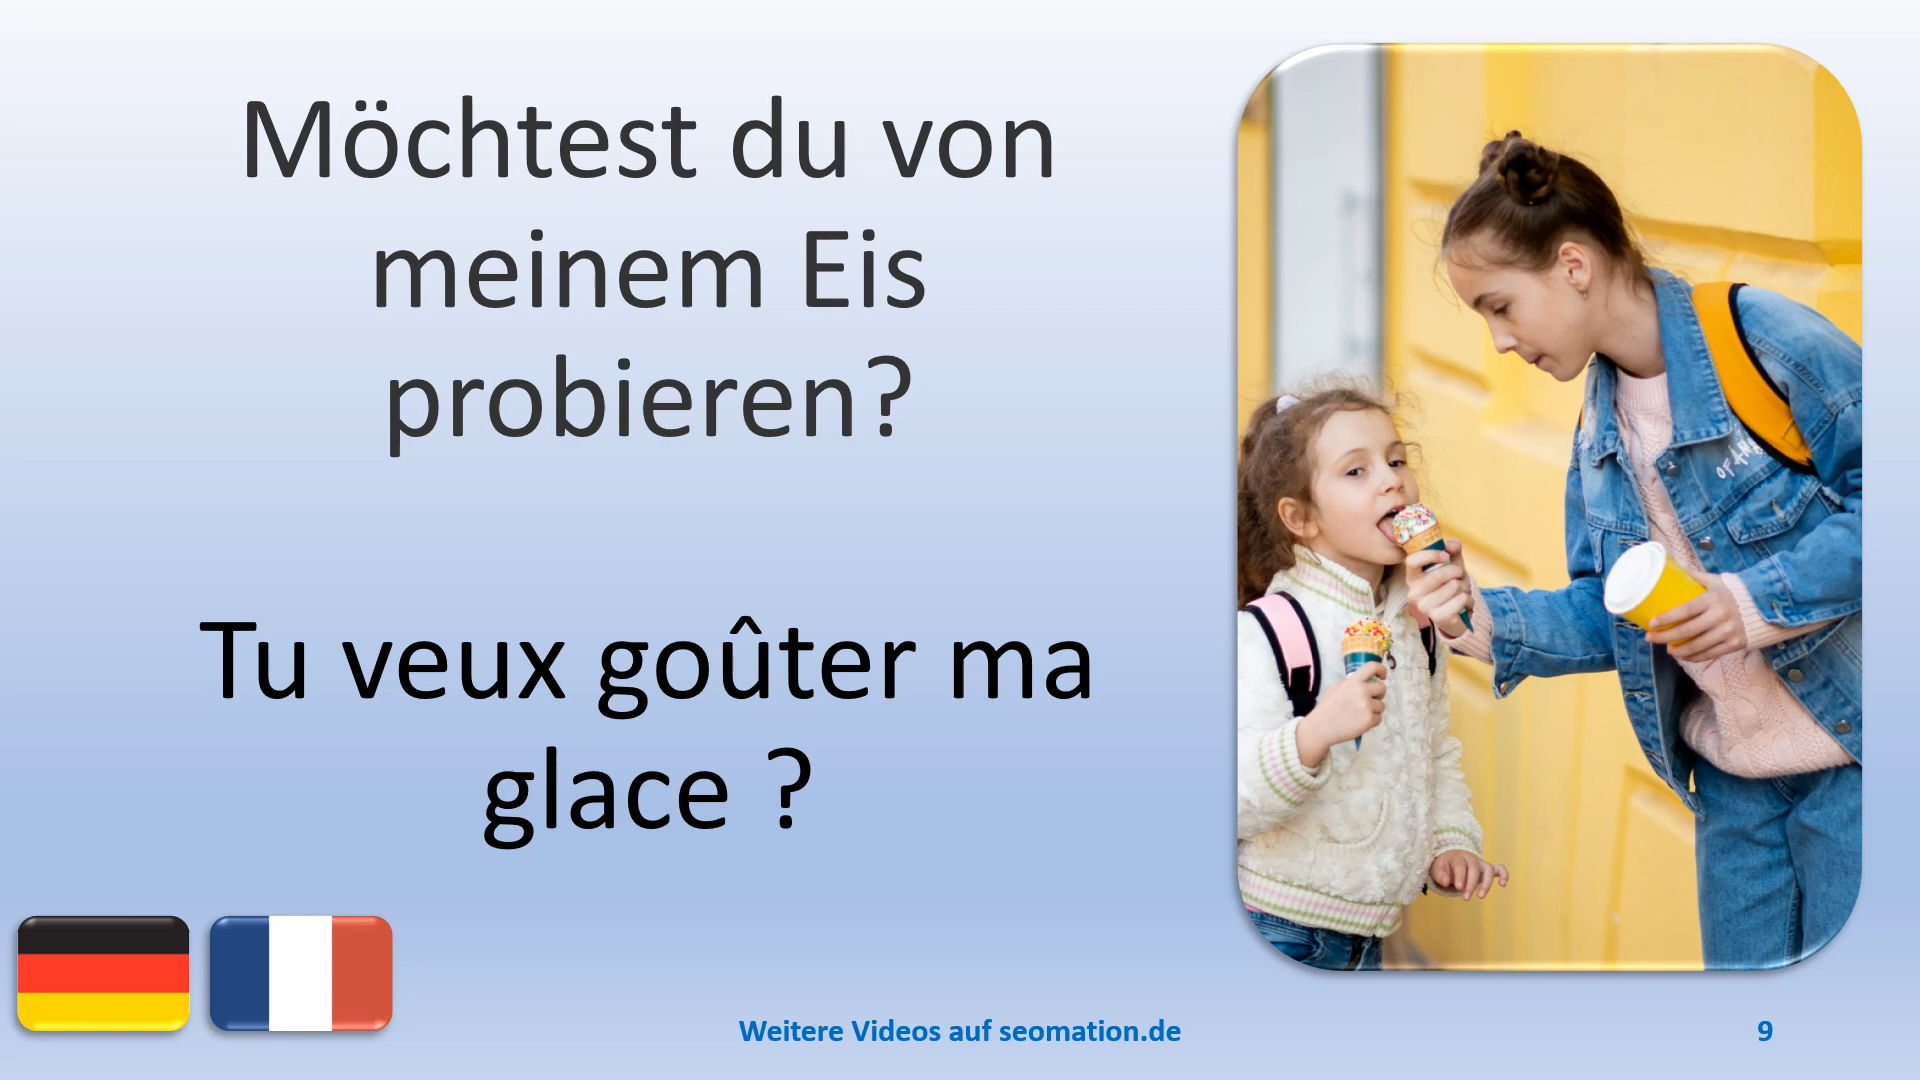 Möchtest du von
meinem Eis
probieren?
Tu veux goûter ma
glace ?
Weitere Videos auf seomation.de
9